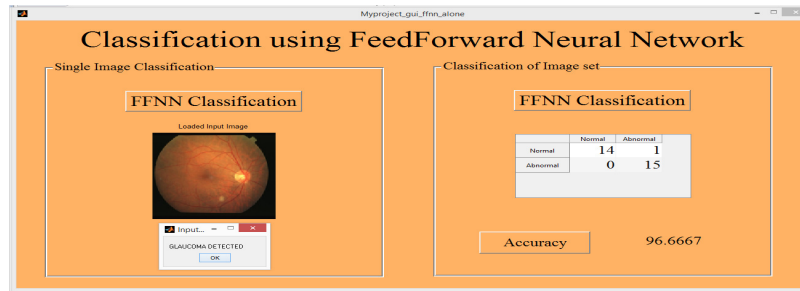 Myproject_gui_ffnn_alone
Classification using FeedForward Neural Network
Single Image Classification
FFNN Classification
Loaded Input Image
Input...
GLAUCOMA DETECTED
OK
Classification of Image set
FFNN Classification
Normal Abnormal
Normal 14 1
Abnormal 0 15
Accuracy 96.6667